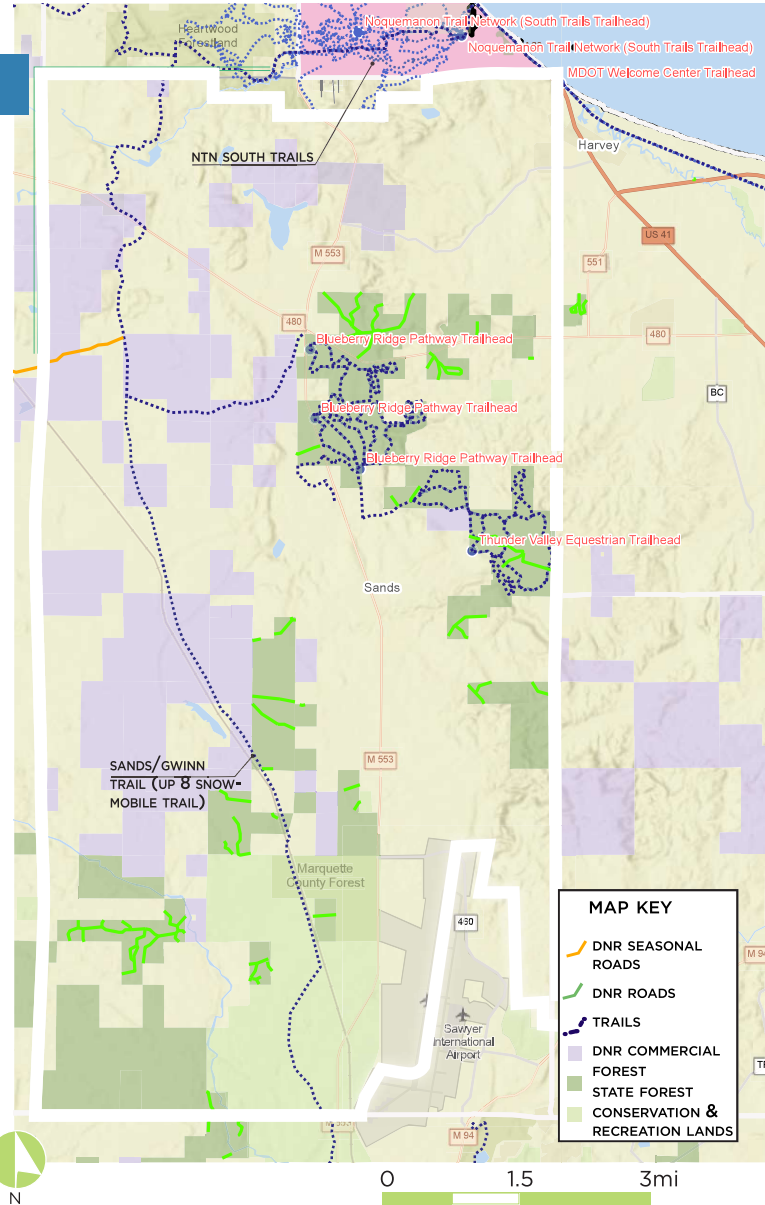 Noquemanon Trail Network (South Trails Trailhead)
Heartwood
Forestland
Noquemanon Trail Network (South Trails Trailhead)
MDOT Welcome Center Trailhead
NTN SOUTH TRAILS
Harvey
US 41
M 553
551
480
480
Blueberry Ridge Pathway Trailhead
BC
Blueberry Ridge Pathway Trailhead
Blueberry Ridge Pathway Trailhead
Thunder Valley Equestrian Trailhead
Sands
SANDS/GWINN
TRAIL (UP 8 SNOW-
MOBILE TRAIL)
M 553
Marquette
County Forest
MAP KEY
DNR SEASONAL
ROADS
DNR ROADS
TRAILS
DNR COMMERCIAL
FOREST
STATE FOREST
CONSERVATION &
RECREATION LANDS
M 94
Sawyer
International
Airport
M 553
M 94
N
0 1.5 3mi